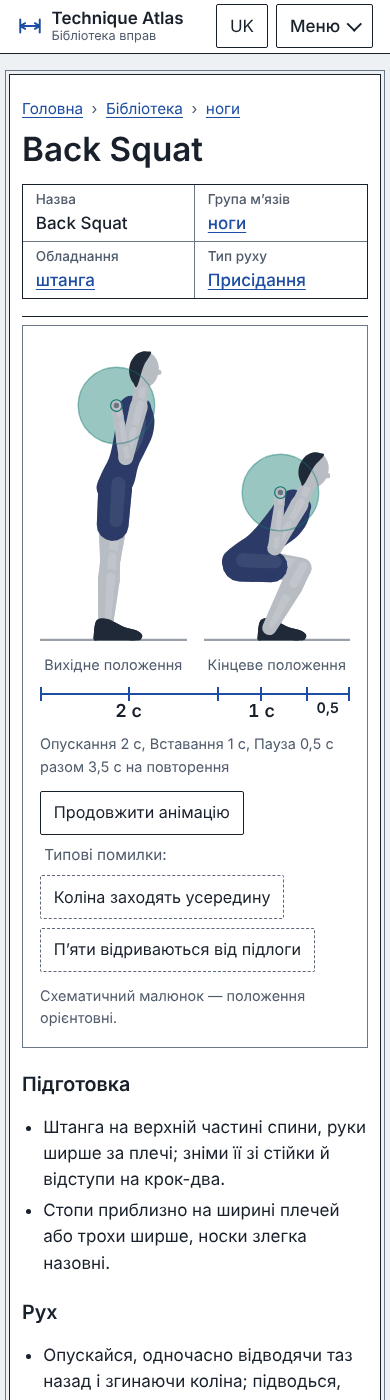 Technique Atlas
Бібліотека вправ
UK
Меню
Головна › Бібліотека › ноги
Back Squat
Назва
Back Squat
Група м’язів
ноги
Обладнання
штанга
Тип руху
Присідання
Вихідне положення
Кінцеве положення
2 с
1 с
0,5
Опускання 2 с, Вставання 1 с, Пауза 0,5 с
разом 3,5 с на повторення
Продовжити анімацію
Типові помилки:
Коліна заходять усередину
П’яти відриваються від підлоги
Схематичний малюнок — положення
орієнтовні.
Підготовка
• Штанга на верхній частині спини, руки
ширше за плечі; зніми її зі стійки й
відступи на крок-два.
• Стопи приблизно на ширині плечей
або трохи ширше, носки злегка
назовні.
Рух
• Опускайся, одночасно відводячи таз
назад і згинаючи коліна; підводься,